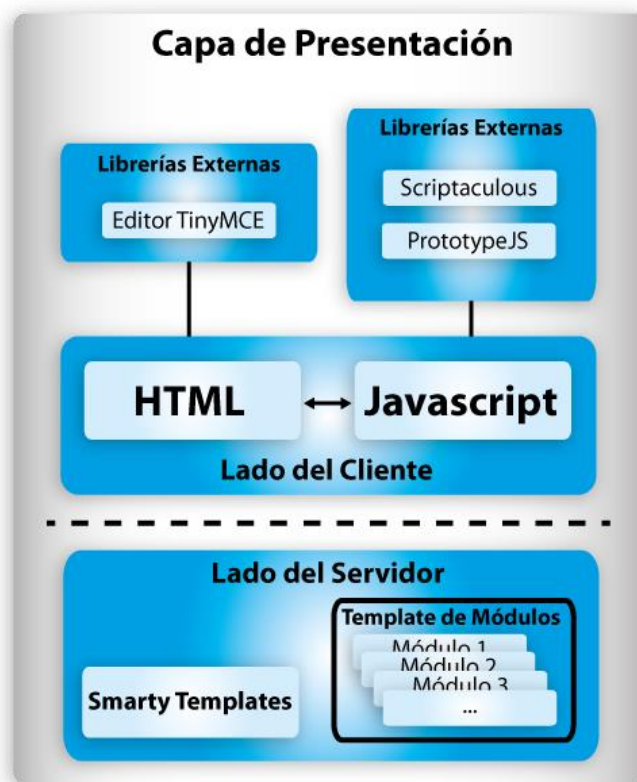 Capa de Presentación
Librerías Externas
Editor TinyMCE
Librerías Externas
Scriptaculous
PrototypeJS
HTML
Javascript
Lado del Cliente
Lado del Servidor
Smarty Templates
Template de Módulos
Módulo 1
Módulo 2
Módulo 3
...